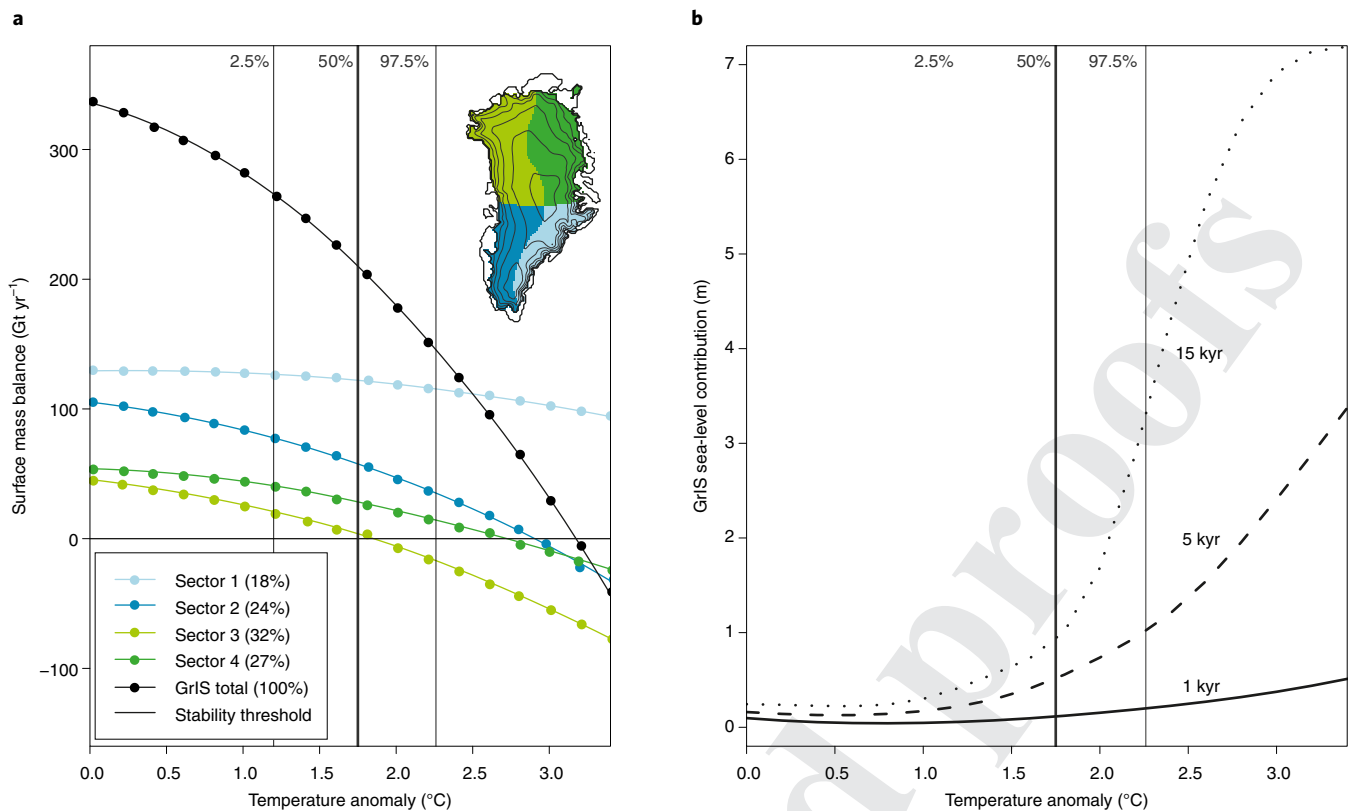 a
2.5%
50%
97.5%
300
200
100
0
−100
Surface mass balance (Gt yr−1)
Sector 1 (18%)
Sector 2 (24%)
Sector 3 (32%)
Sector 4 (27%)
GrIS total (100%)
Stability threshold
0.0
0.5
1.0
1.5
2.0
2.5
3.0
Temperature anomaly (°C)
b
2.5%
50%
97.5%
7
6
5
4
3
2
1
0
GrIS sea-level contribution (m)
15 kyr
5 kyr
1 kyr
0.0
0.5
1.0
1.5
2.0
2.5
3.0
Temperature anomaly (°C)
d proofs